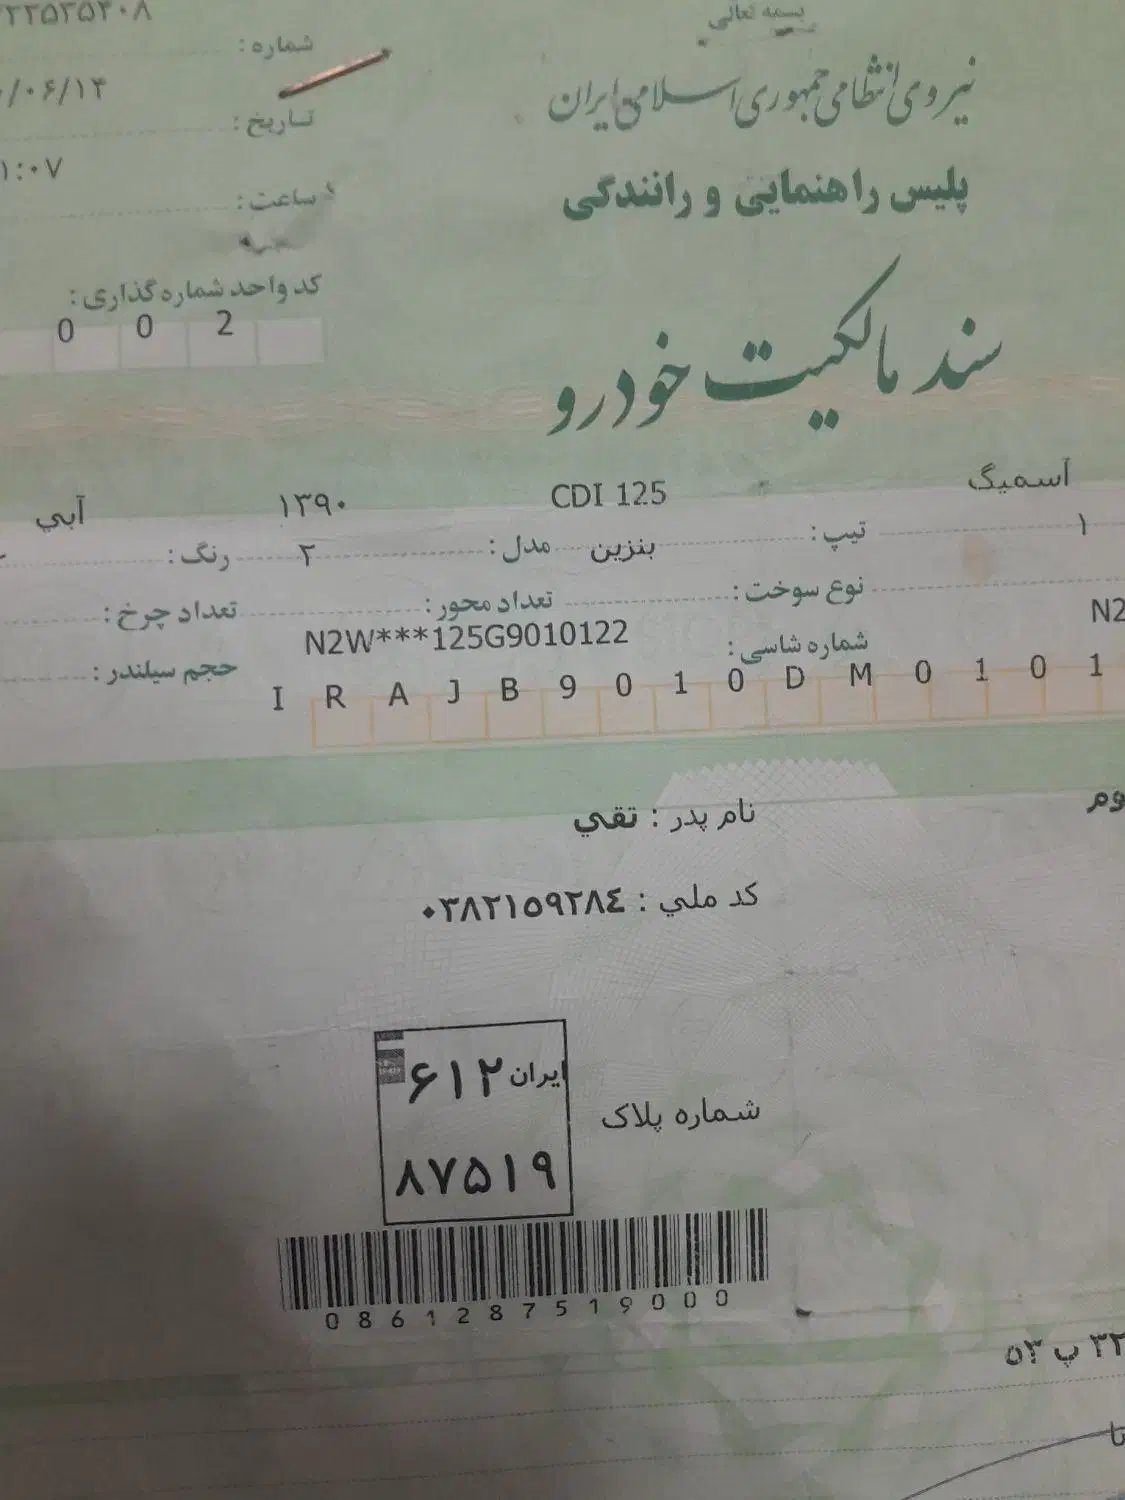 بسمه تعالی
نیروی انتظامی جمهوری اسلامی ایران
پلیس راهنمایی و رانندگی
سند مالکیت خودرو
شماره :
تاریخ : /۰۶/۱۴
ساعت : ۱:۰۷
کد واحد شماره گذاری :
0 0 2
آسمیگ CDI 125 ۱۳۹۰ آبي
۱ تیپ : بنزین مدل : ۲ رنگ :
نوع سوخت : تعداد محور : تعداد چرخ :
N2 شماره شاسی : N2W***125G9010122 حجم سیلندر :
I R A J B 9 0 1 0 D M 0 1 0 1
نام پدر : تقي
کد ملي : ۰۳۸۲۱۵۹۲۸٤
شماره پلاک
ایران ۶۱۲
۸۷۵۱۹
0861287519000
پ ۵۳